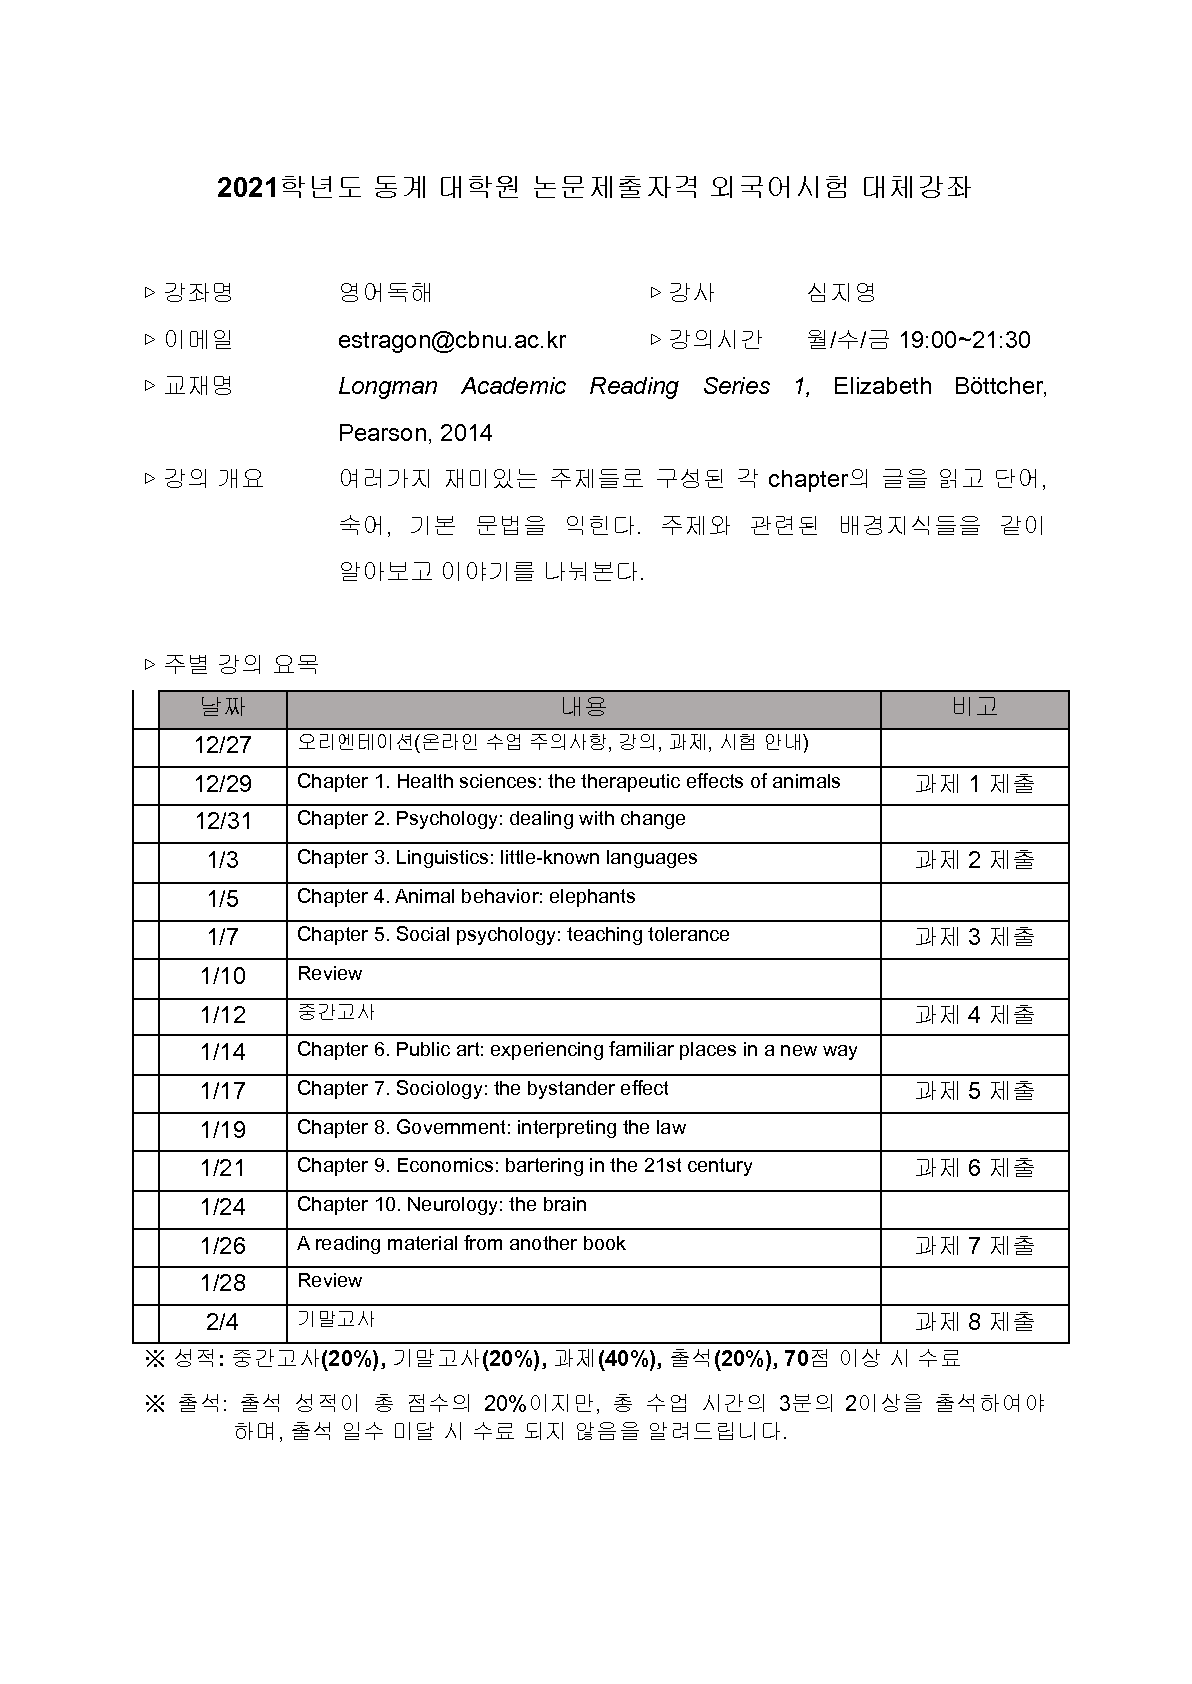 2021학년도 동계 대학원 논문제출자격 외국어시험 대체강좌
▷ 강좌명 영어독해 ▷ 강사 심지영
▷ 이메일 estragon@cbnu.ac.kr ▷ 강의시간 월/수/금 19:00~21:30
▷ 교재명 Longman Academic Reading Series 1, Elizabeth Böttcher,
Pearson, 2014
▷ 강의 개요 여러가지 재미있는 주제들로 구성된 각 chapter의 글을 읽고 단어,
숙어, 기본 문법을 익힌다. 주제와 관련된 배경지식들을 같이
알아보고 이야기를 나눠본다.
▷ 주별 강의 요목
날짜 내용 비고
12/27 오리엔테이션(온라인 수업 주의사항, 강의, 과제, 시험 안내)
12/29 Chapter 1. Health sciences: the therapeutic effects of animals 과제 1 제출
12/31 Chapter 2. Psychology: dealing with change
1/3 Chapter 3. Linguistics: little-known languages 과제 2 제출
1/5 Chapter 4. Animal behavior: elephants
1/7 Chapter 5. Social psychology: teaching tolerance 과제 3 제출
1/10 Review
1/12 중간고사 과제 4 제출
1/14 Chapter 6. Public art: experiencing familiar places in a new way
1/17 Chapter 7. Sociology: the bystander effect 과제 5 제출
1/19 Chapter 8. Government: interpreting the law
1/21 Chapter 9. Economics: bartering in the 21st century 과제 6 제출
1/24 Chapter 10. Neurology: the brain
1/26 A reading material from another book 과제 7 제출
1/28 Review
2/4 기말고사 과제 8 제출
※ 성적: 중간고사(20%), 기말고사(20%), 과제(40%), 출석(20%), 70점 이상 시 수료
※ 출석: 출석 성적이 총 점수의 20%이지만, 총 수업 시간의 3분의 2이상을 출석하여야
하며, 출석 일수 미달 시 수료 되지 않음을 알려드립니다.